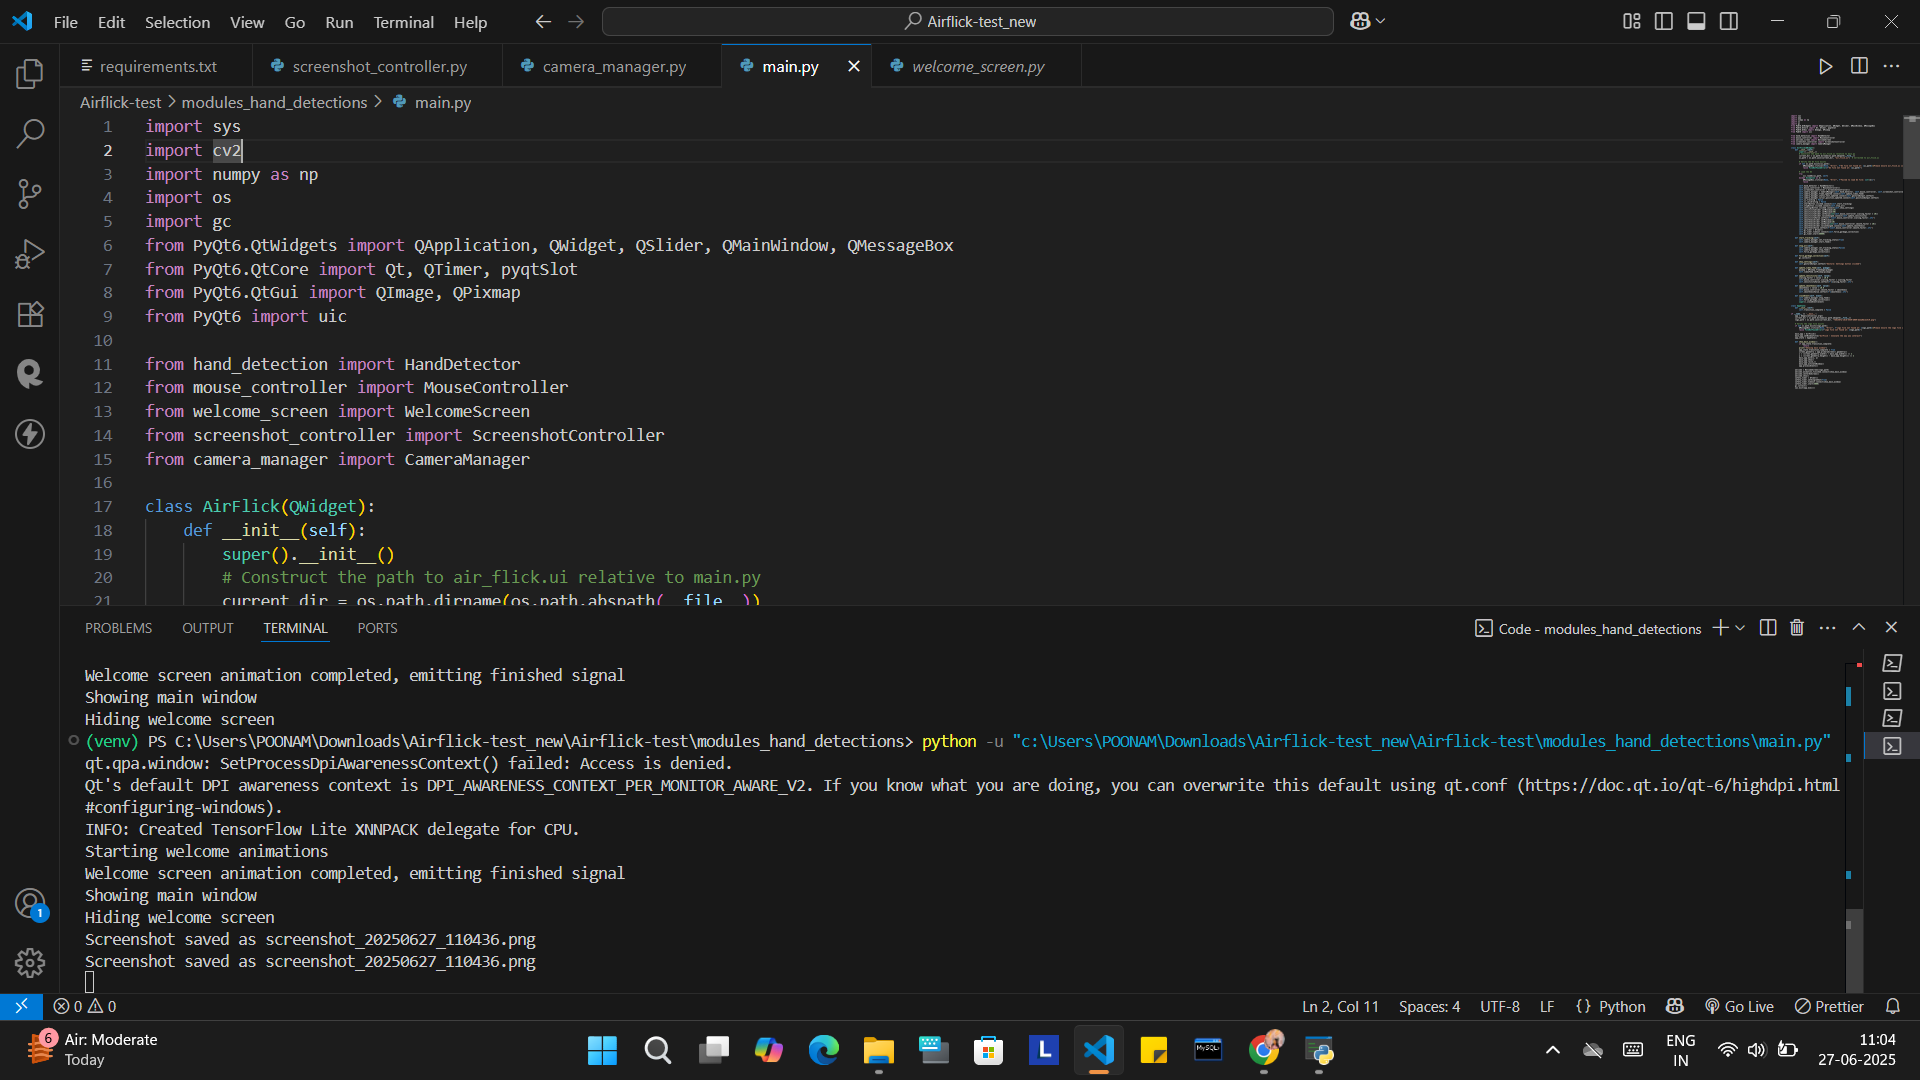 File Edit Selection View Go Run Terminal Help Airflick-test_new
requirements.txt screenshot_controller.py camera_manager.py main.py welcome_screen.py
Airflick-test > modules_hand_detections > main.py
1 import sys
2 import cv2
3 import numpy as np
4 import os
5 import gc
6 from PyQt6.QtWidgets import QApplication, QWidget, QSlider, QMainWindow, QMessageBox
7 from PyQt6.QtCore import Qt, QTimer, pyqtSlot
8 from PyQt6.QtGui import QImage, QPixmap
9 from PyQt6 import uic
10
11 from hand_detection import HandDetector
12 from mouse_controller import MouseController
13 from welcome_screen import WelcomeScreen
14 from screenshot_controller import ScreenshotController
15 from camera_manager import CameraManager
16
17 class AirFlick(QWidget):
18 def __init__(self):
19 super().__init__()
20 # Construct the path to air_flick.ui relative to main.py
21 current_dir = os.path.dirname(os.path.abspath(__file__))
PROBLEMS OUTPUT TERMINAL PORTS Code - modules_hand_detections
Welcome screen animation completed, emitting finished signal
Showing main window
Hiding welcome screen
(venv) PS C:\Users\POONAM\Downloads\Airflick-test_new\Airflick-test\modules_hand_detections> python -u "c:\Users\POONAM\Downloads\Airflick-test_new\Airflick-test\modules_hand_detections\main.py"
qt.qpa.window: SetProcessDpiAwarenessContext() failed: Access is denied.
Qt's default DPI awareness context is DPI_AWARENESS_CONTEXT_PER_MONITOR_AWARE_V2. If you know what you are doing, you can overwrite this default using qt.conf (https://doc.qt.io/qt-6/highdpi.html
#configuring-windows).
INFO: Created TensorFlow Lite XNNPACK delegate for CPU.
Starting welcome animations
Welcome screen animation completed, emitting finished signal
Showing main window
Hiding welcome screen
Screenshot saved as screenshot_20250627_110436.png
Screenshot saved as screenshot_20250627_110436.png
1
0 0 Ln 2, Col 11 Spaces: 4 UTF-8 LF {} Python Go Live Prettier
6 Air: Moderate
Today
L
MySQL
ENG
IN
11:04
27-06-2025